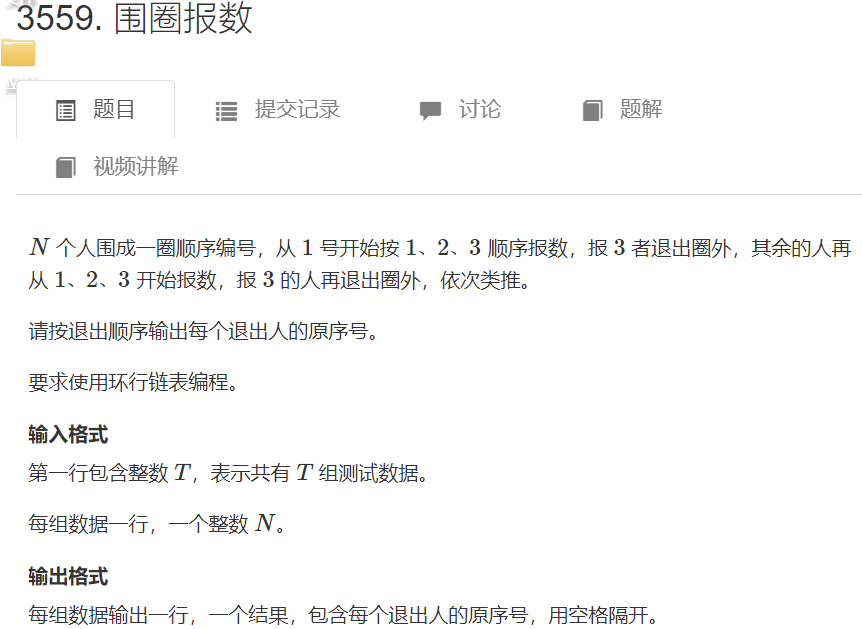 3559. 围圈报数
题目
提交记录
讨论
题解
视频讲解
N 个人围成一圈顺序编号，从 1 号开始按 1、2、3 顺序报数，报 3 者退出圈外，其余的人再
从 1、2、3 开始报数，报 3 的人再退出圈外，依次类推。
请按退出顺序输出每个退出人的原序号。
要求使用环行链表编程。
输入格式
第一行包含整数 T，表示共有 T 组测试数据。
每组数据一行，一个整数 N。
输出格式
每组数据输出一行，一个结果，包含每个退出人的原序号，用空格隔开。